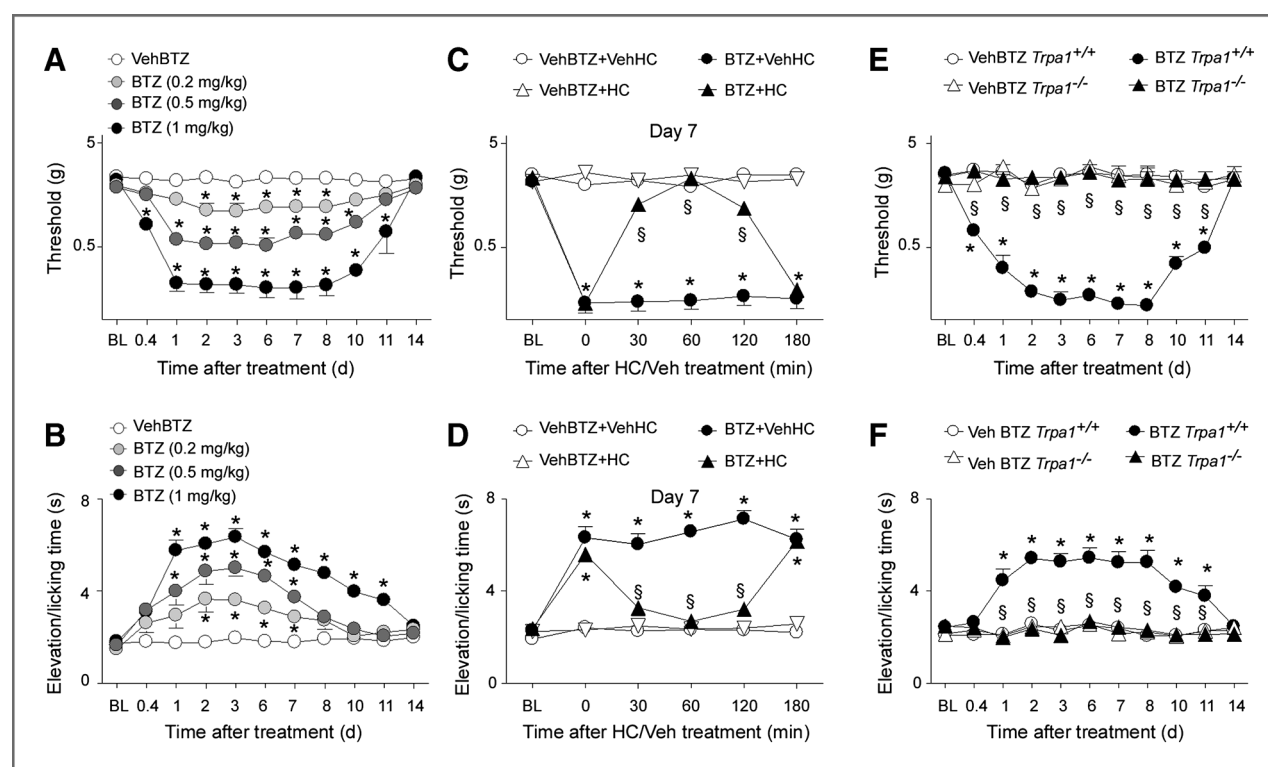 A
VehBTZ
BTZ (0.2 mg/kg)
BTZ (0.5 mg/kg)
BTZ (1 mg/kg)
Threshold (g)
5
0.5
* * * * *
* * * * * * * *
* * * * * * * * *
BL 0.4 1 2 3 6 7 8 10 11 14
Time after treatment (d)
C
VehBTZ+VehHC BTZ+VehHC
VehBTZ+HC BTZ+HC
Day 7
Threshold (g)
5
0.5
§ § §
* * * * * *
BL 0 30 60 120 180
Time after HC/Veh treatment (min)
E
VehBTZ Trpa1+/+ BTZ Trpa1+/+
VehBTZ Trpa1-/- BTZ Trpa1-/-
Threshold (g)
5
0.5
§ § § § § § § § §
* * * * * * * * *
BL 0.4 1 2 3 6 7 8 10 11 14
Time after treatment (d)
B
VehBTZ
BTZ (0.2 mg/kg)
BTZ (0.5 mg/kg)
BTZ (1 mg/kg)
Elevation/licking time (s)
8
4
0
* * * * * * * *
* * * * *
* * * *
BL 0.4 1 2 3 6 7 8 10 11 14
Time after treatment (d)
D
VehBTZ+VehHC BTZ+VehHC
VehBTZ+HC BTZ+HC
Day 7
Elevation/licking time (s)
8
4
0
* * * * *
* *
§ § §
BL 0 30 60 120 180
Time after HC/Veh treatment (min)
F
Veh BTZ Trpa1+/+ BTZ Trpa1+/+
Veh BTZ Trpa1-/- BTZ Trpa1-/-
Elevation/licking time (s)
8
4
0
* * * * * * * *
§ § § § § § § §
BL 0.4 1 2 3 6 7 8 10 11 14
Time after treatment (d)